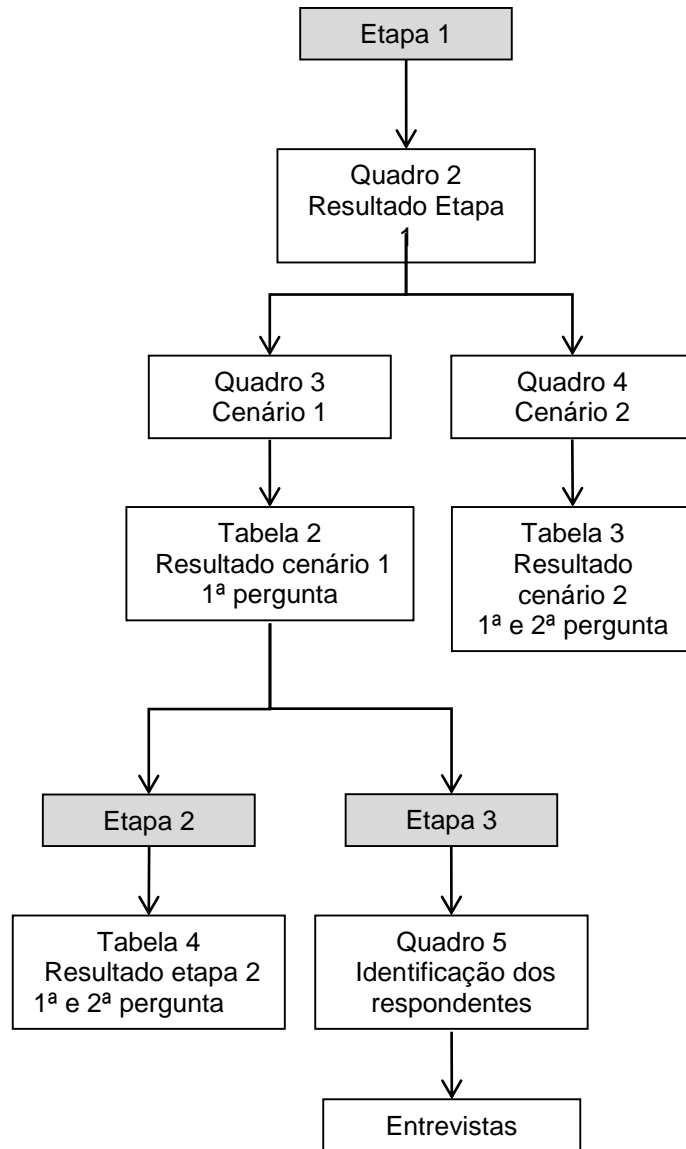 Etapa 1
Quadro 2
Resultado Etapa
1
Quadro 3
Cenário 1
Quadro 4
Cenário 2
Tabela 2
Resultado cenário 1
1ª pergunta
Tabela 3
Resultado
cenário 2
1ª e 2ª pergunta
Etapa 2
Etapa 3
Tabela 4
Resultado etapa 2
1ª e 2ª pergunta
Quadro 5
Identificação dos
respondentes
Entrevistas